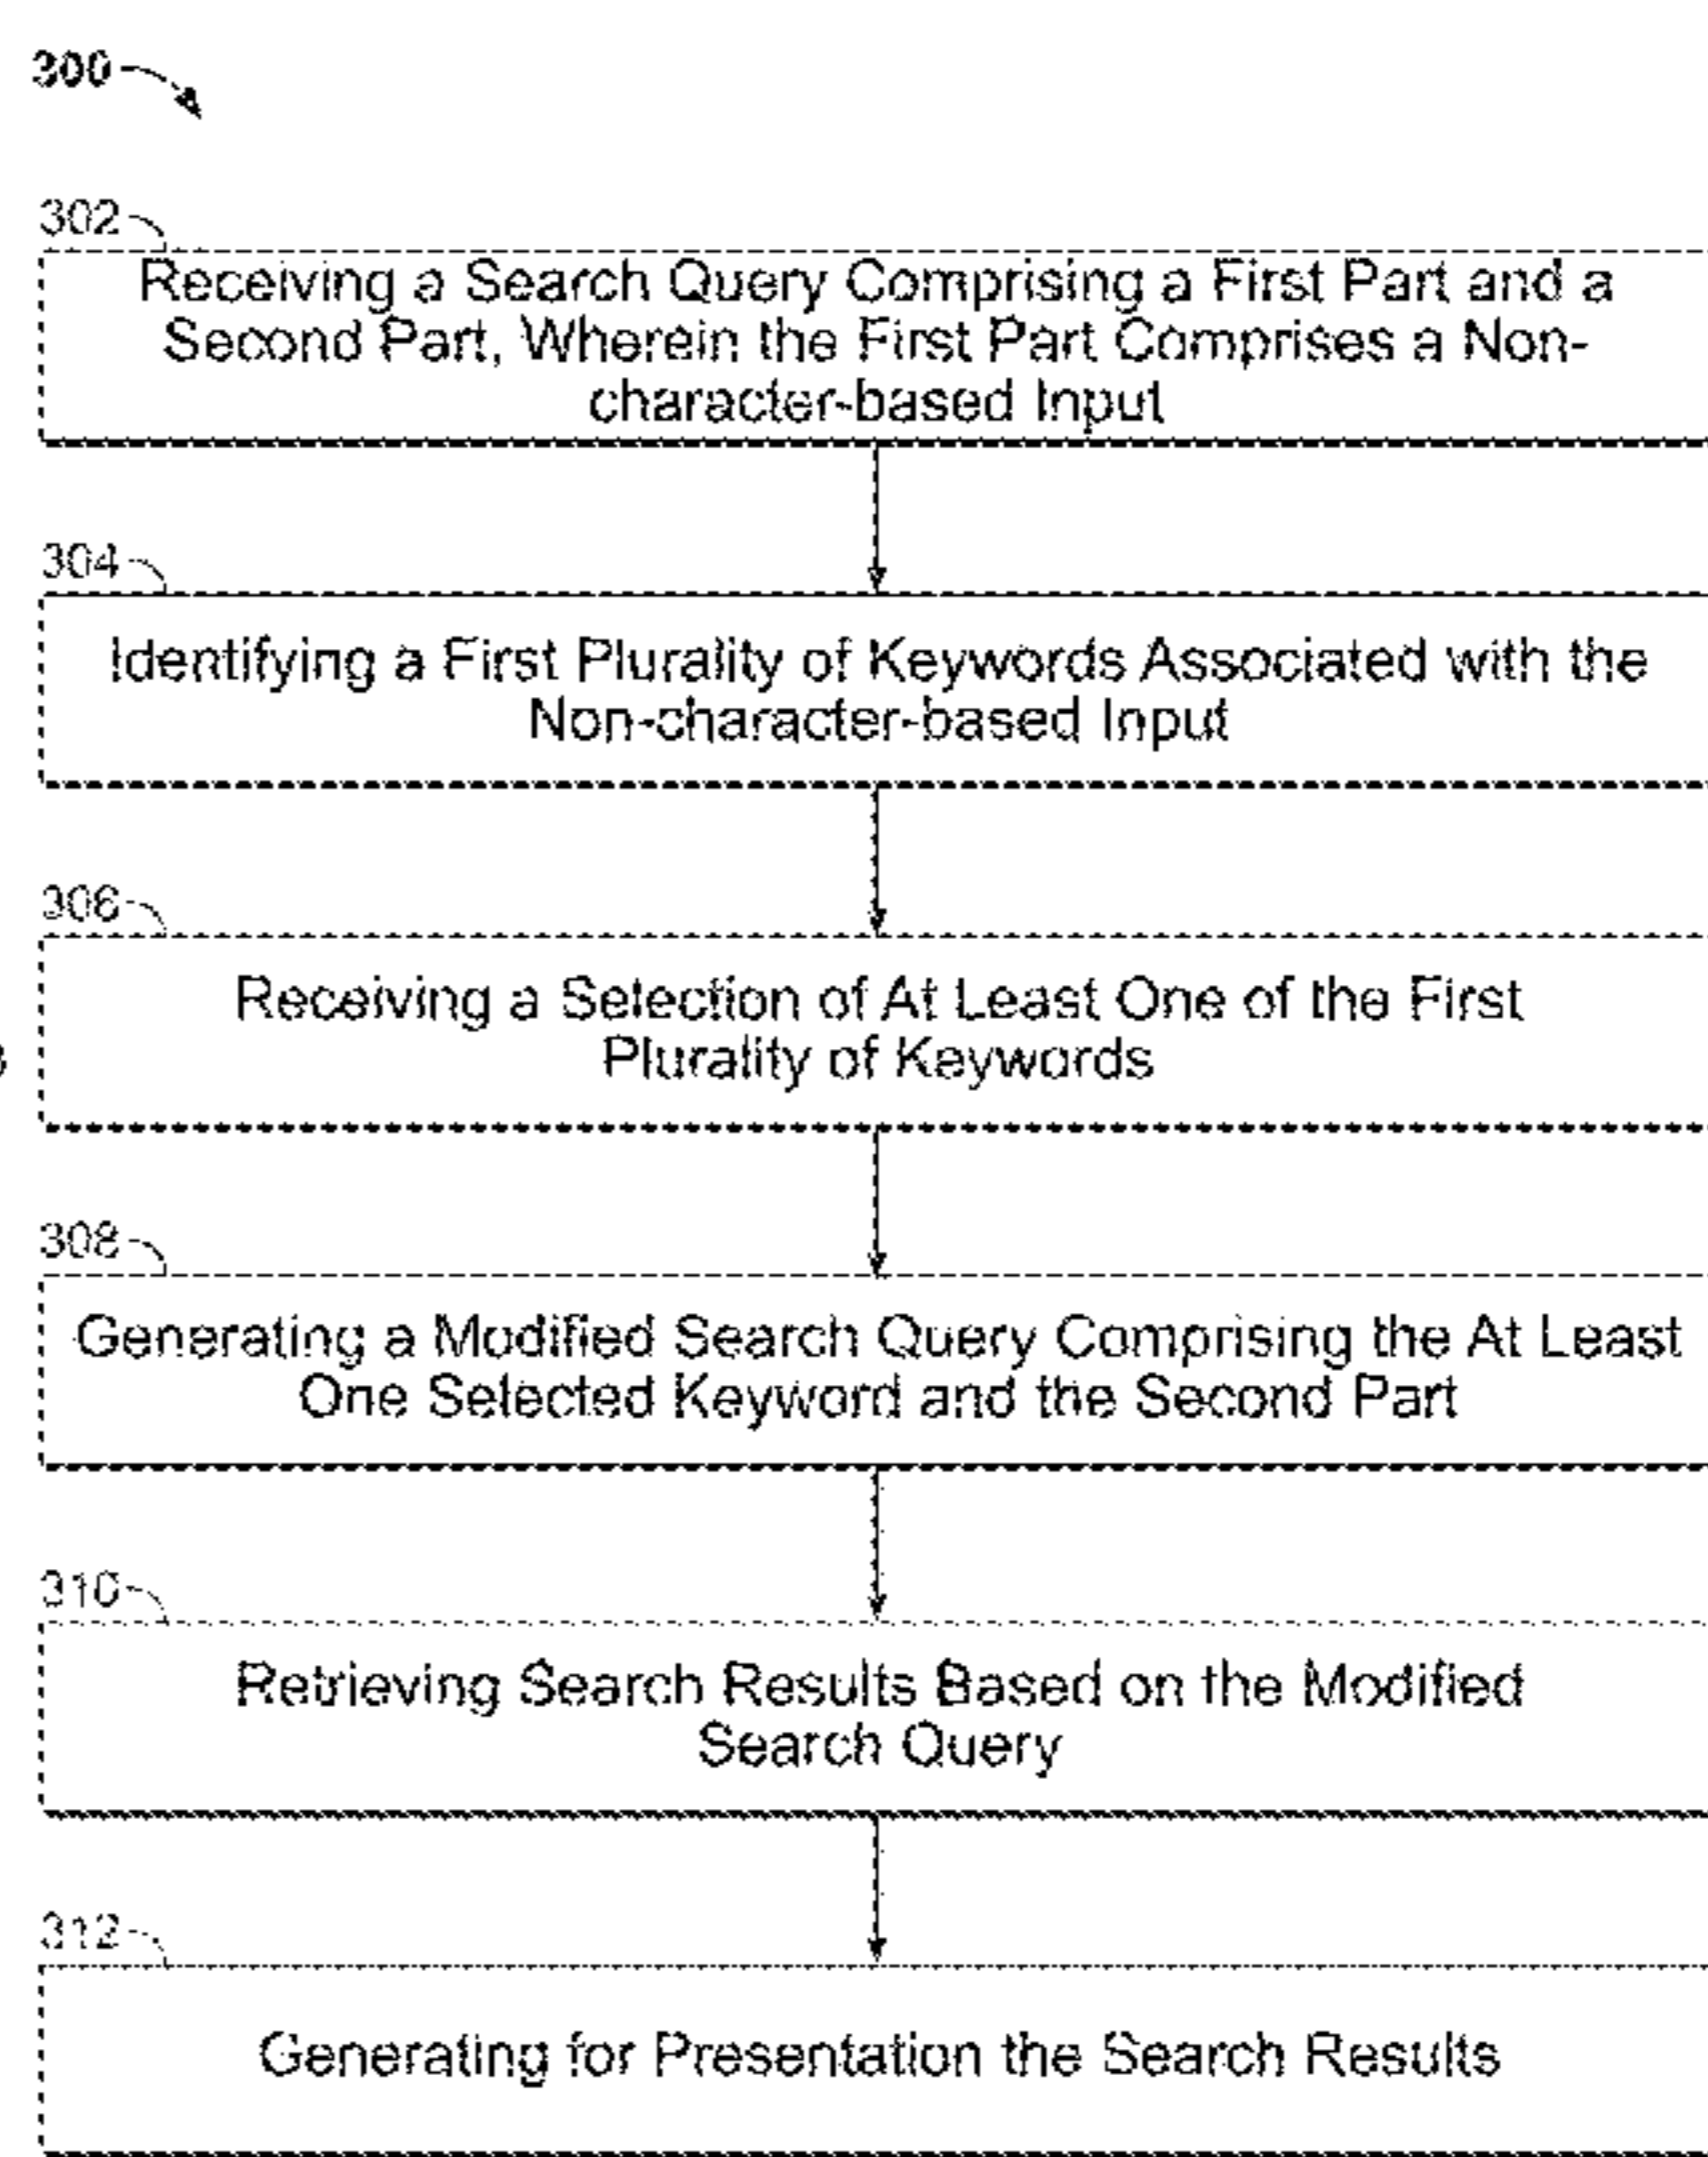 300
302
Receiving a Search Query Comprising a First Part and a
Second Part, Wherein the First Part Comprises a Non-
character-based Input
304
Identifying a First Plurality of Keywords Associated with the
Non-character-based Input
306
Receiving a Selection of At Least One of the First
Plurality of Keywords
308
Generating a Modified Search Query Comprising the At Least
One Selected Keyword and the Second Part
310
Retrieving Search Results Based on the Modified
Search Query
312
Generating for Presentation the Search Results